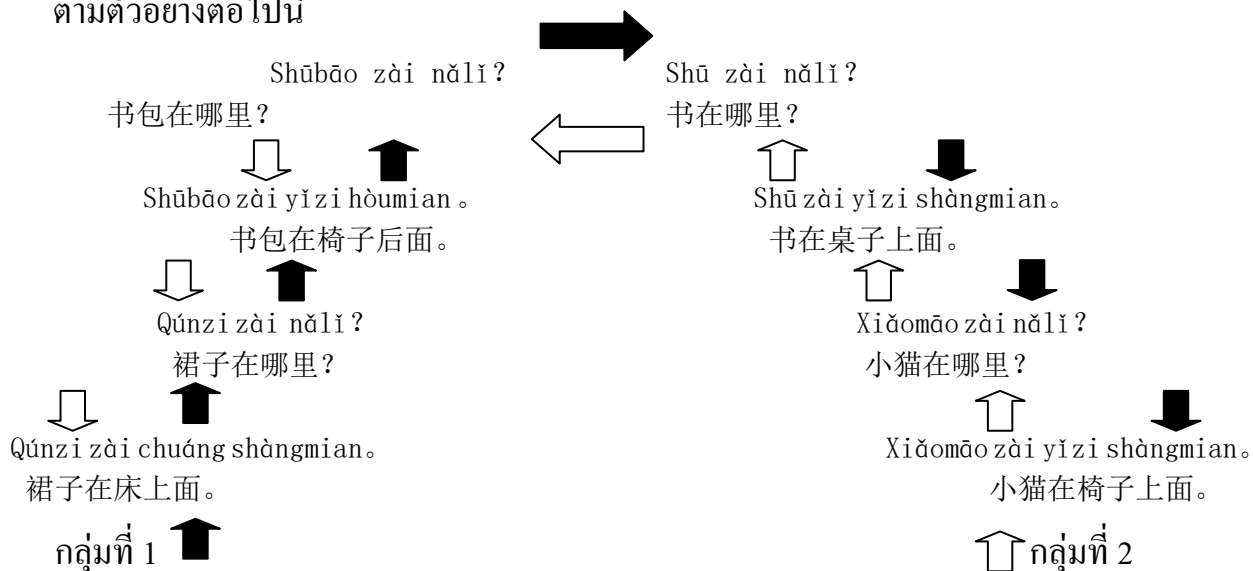 ตามตัวอย่างต่อไปนี้
Shūbāo zài nǎlǐ? Shū zài nǎlǐ?
书包在哪里? 书在哪里?
Shūbāo zài yǐzi hòumian。 Shū zài yǐzi shàngmian。
书包在椅子后面。 书在桌子上面。
Qúnzi zài nǎlǐ? Xiǎomāo zài nǎlǐ?
裙子在哪里? 小猫在哪里?
Qúnzi zài chuáng shàngmian。 Xiǎomāo zài yǐzi shàngmian。
裙子在床上面。 小猫在椅子上面。
กลุ่มที่ 1 กลุ่มที่ 2